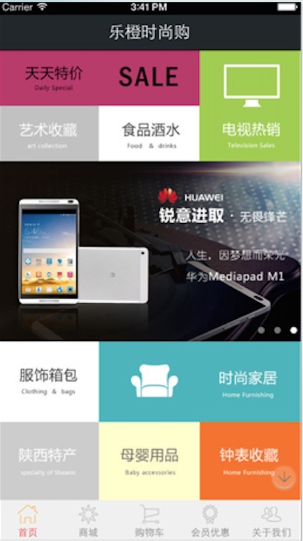 Carrier 3:41 PM
乐橙时尚购
天天特价
Daily Special
SALE
艺术收藏
art collection
食品酒水
Food & drinks
电视热销
Television Sales
HUAWEI
锐意进取·无畏锋芒
人生，因梦想而荣光
华为Mediapad M1
服饰箱包
Clothing & bags
时尚家居
Home Furnishing
陕西特产
specialty of Shaanxi
母婴用品
Baby accessories
钟表收藏
Home Furnishing
首页 商城 购物车 会员优惠 关于我们